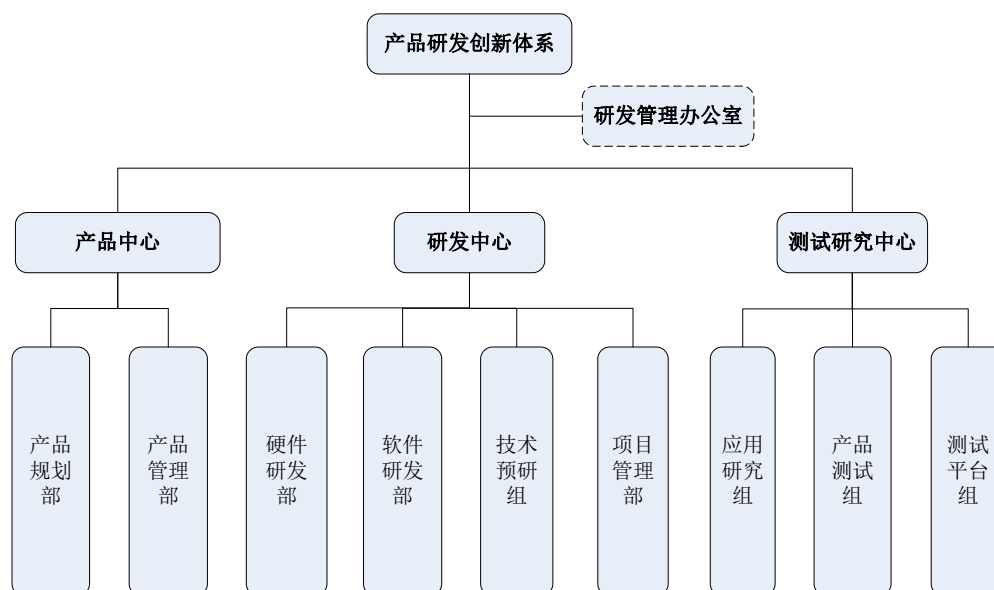 产品研发创新体系
研发管理办公室
产品中心
研发中心
测试研究中心
产品
规划
部
产品
管理
部
硬件
研发
部
软件
研发
部
技术
预研
组
项目
管理
部
应用
研究
组
产品
测试
组
测试
平台
组